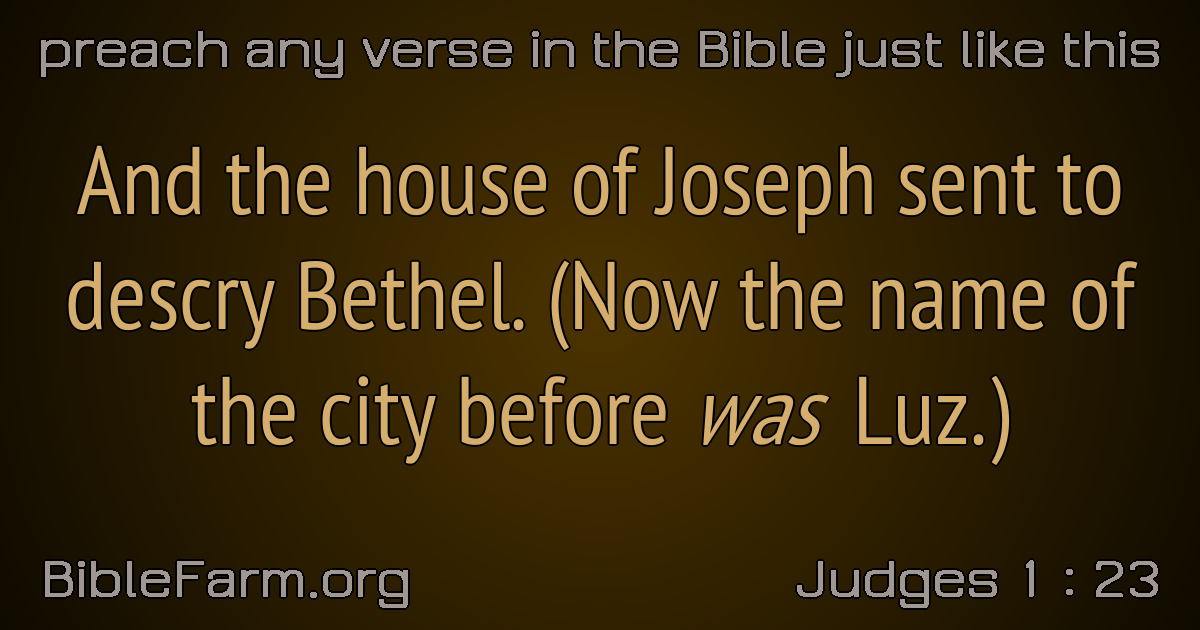 preach any verse in the Bible just like this
And the house of Joseph sent to
descry Bethel. (Now the name of
the city before was Luz.)
BibleFarm.org
Judges 1 : 23